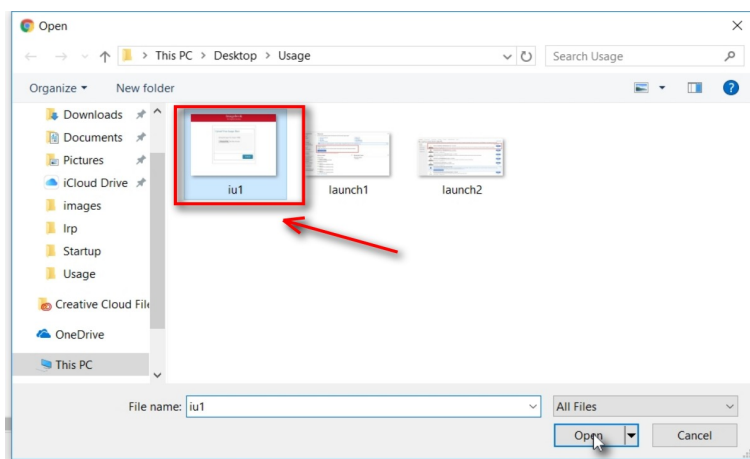 Open
This PC > Desktop > Usage
Search Usage
Organize
New folder
Downloads
Documents
Pictures
iCloud Drive
images
lrp
Startup
Usage
Creative Cloud File
OneDrive
This PC
iu1
launch1
launch2
File name: iu1
All Files
Open
Cancel